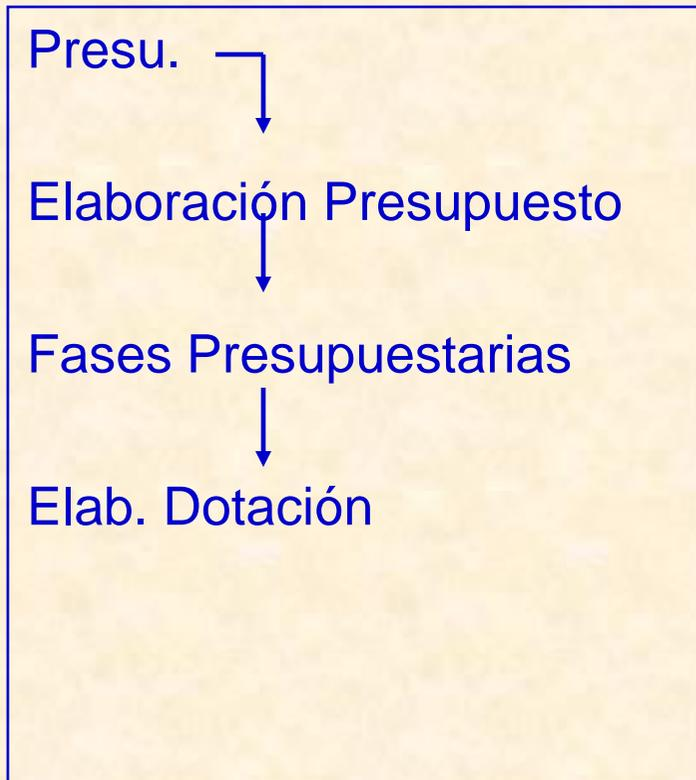 Presu.
Elaboración Presupuesto
Fases Presupuestarias
Elab. Dotación